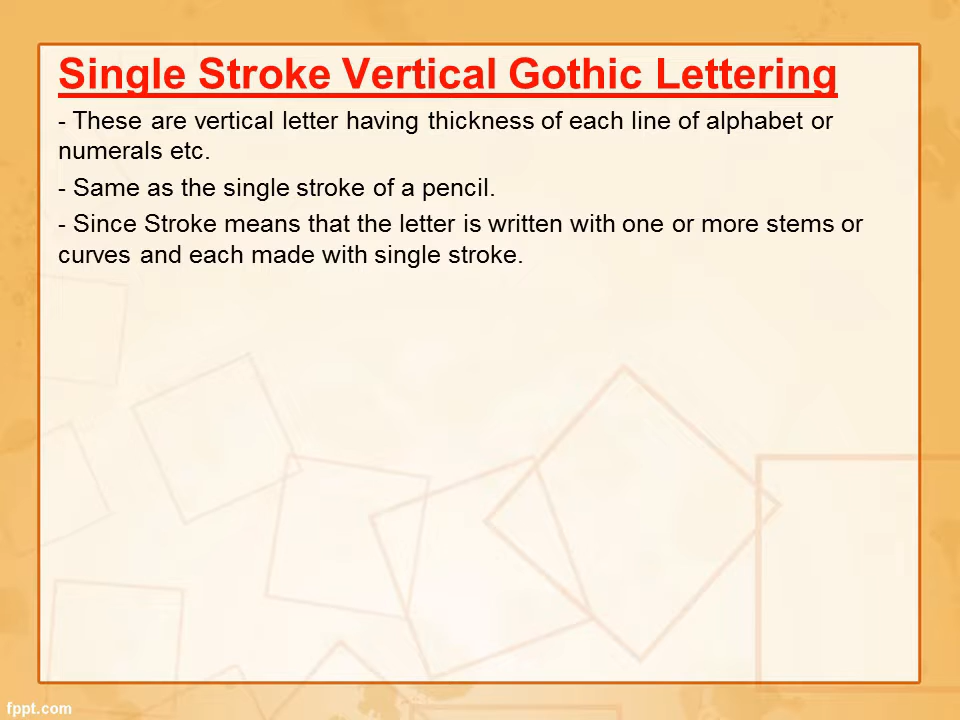 Single Stroke Vertical Gothic Lettering
- These are vertical letter having thickness of each line of alphabet or
numerals etc.
- Same as the single stroke of a pencil.
- Since Stroke means that the letter is written with one or more stems or
curves and each made with single stroke.
fppt.com